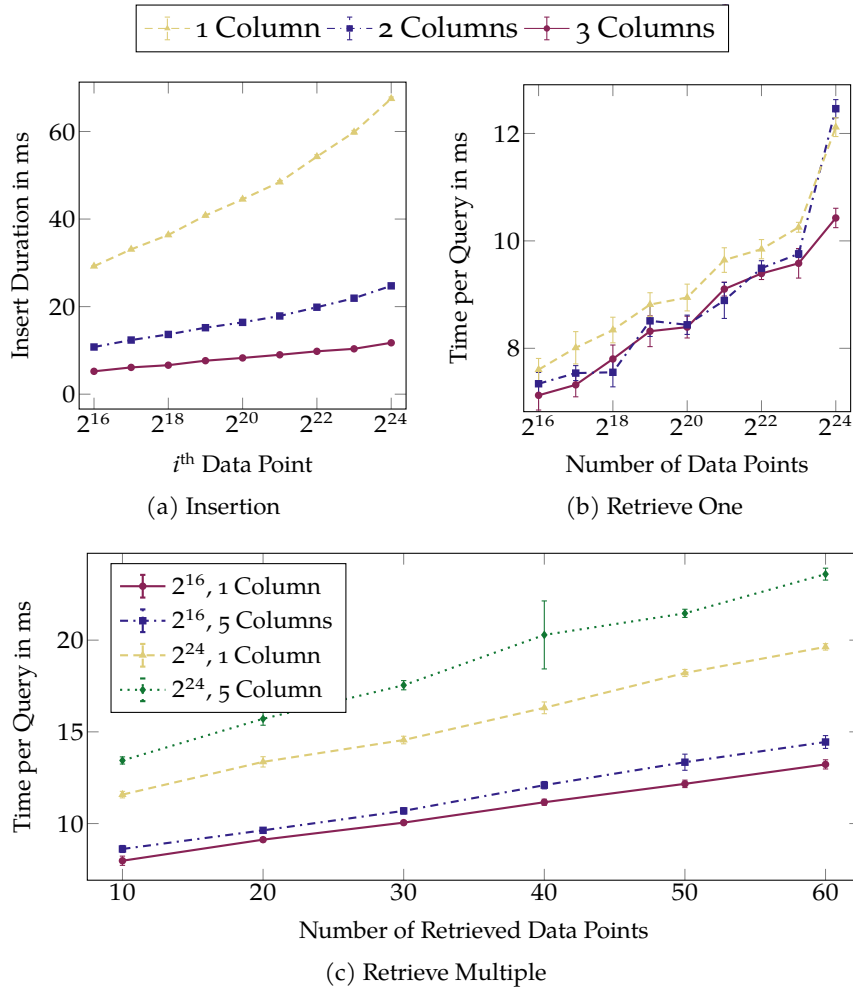 1 Column 2 Columns 3 Columns
Insert Duration in ms
60
40
20
0
2^16 2^18 2^20 2^22 2^24
i^th Data Point
(a) Insertion
Time per Query in ms
12
10
8
2^16 2^18 2^20 2^22 2^24
Number of Data Points
(b) Retrieve One
2^16, 1 Column
2^16, 5 Columns
2^24, 1 Column
2^24, 5 Column
Time per Query in ms
20
15
10
10 20 30 40 50 60
Number of Retrieved Data Points
(c) Retrieve Multiple